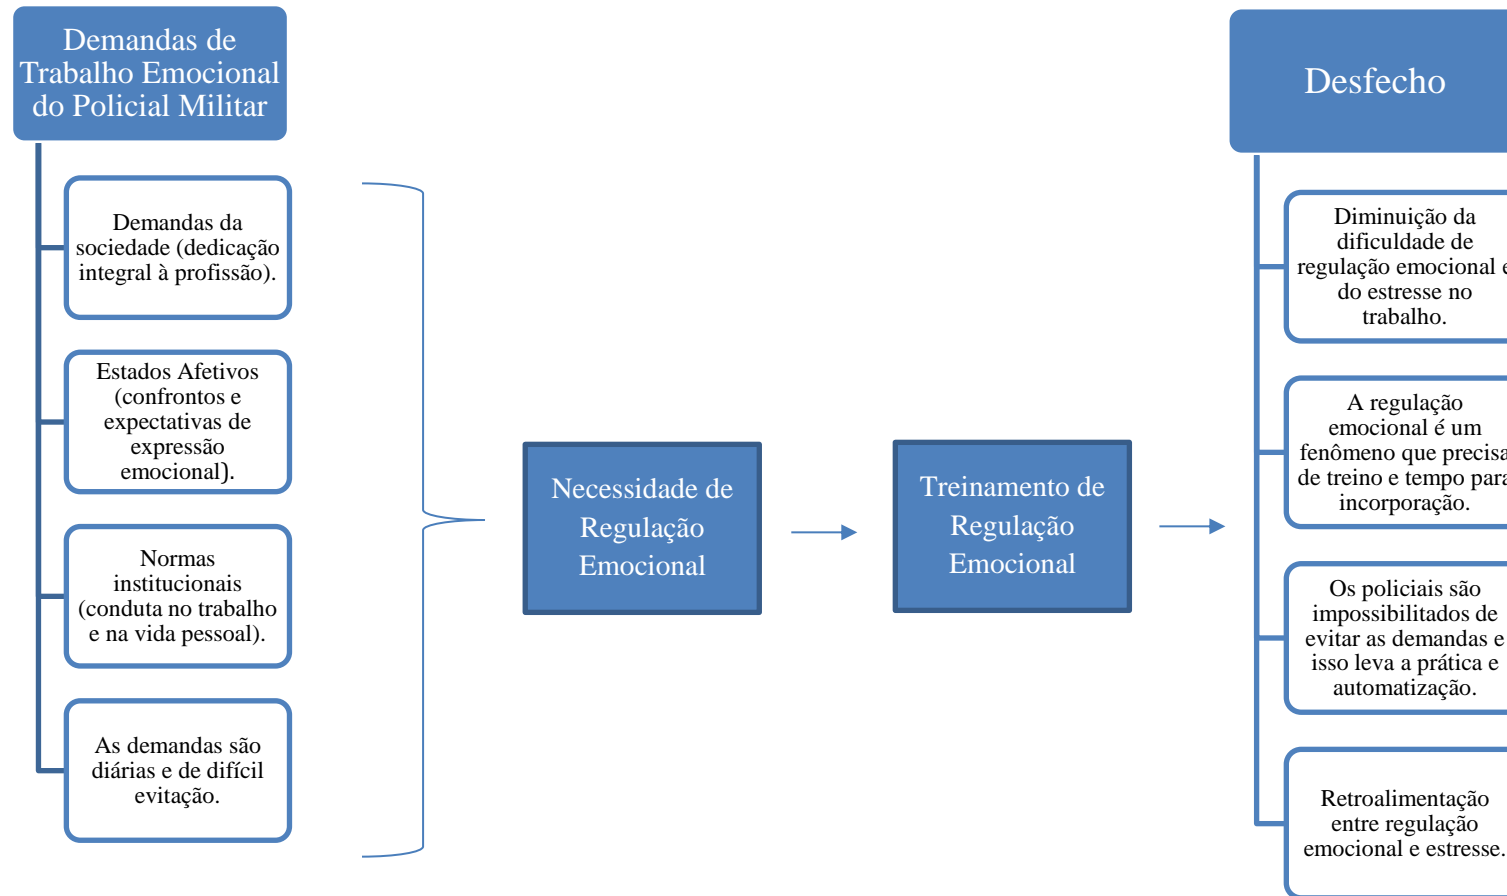 Demandas de
Trabalho Emocional
do Policial Militar
Demandas da
sociedade (dedicação
integral à profissão).
Estados Afetivos
(confrontos e
expectativas de
expressão
emocional).
Normas
institucionais
(conduta no trabalho
e na vida pessoal).
As demandas são
diárias e de difícil
evitação.
Necessidade de
Regulação
Emocional
Treinamento de
Regulação
Emocional
Desfecho
Diminuição da
dificuldade de
regulação emocional e
do estresse no
trabalho.
A regulação
emocional é um
fenômeno que precisa
de treino e tempo para
incorporação.
Os policiais são
impossibilitados de
evitar as demandas e
isso leva a prática e
automatização.
Retroalimentação
entre regulação
emocional e estresse.